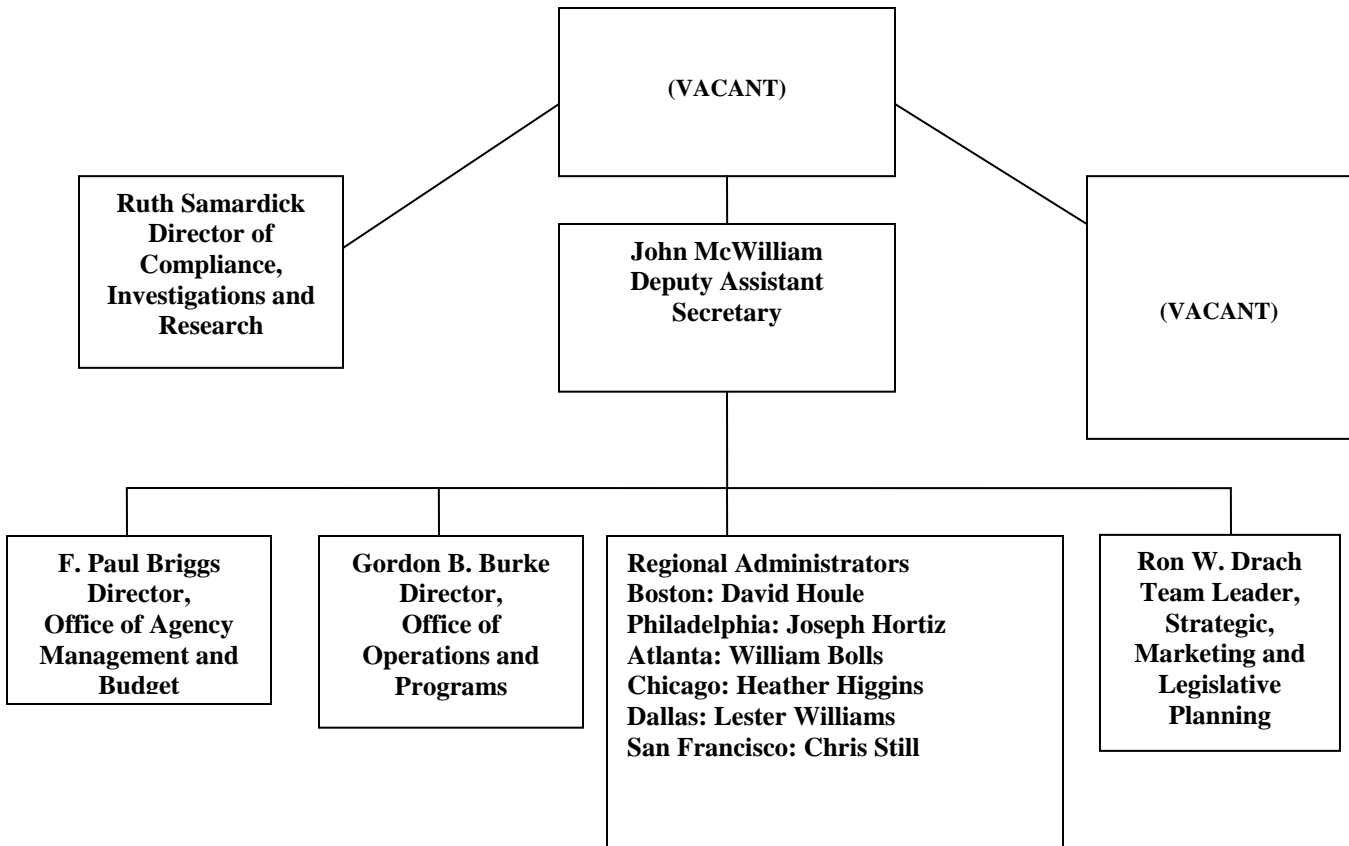 (VACANT)
Ruth Samardick
Director of
Compliance,
Investigations and
Research
John McWilliam
Deputy Assistant
Secretary
(VACANT)
F. Paul Briggs
Director,
Office of Agency
Management and
Budget
Gordon B. Burke
Director,
Office of
Operations and
Programs
Regional Administrators
Boston: David Houle
Philadelphia: Joseph Hortiz
Atlanta: William Bolls
Chicago: Heather Higgins
Dallas: Lester Williams
San Francisco: Chris Still
Ron W. Drach
Team Leader,
Strategic,
Marketing and
Legislative
Planning